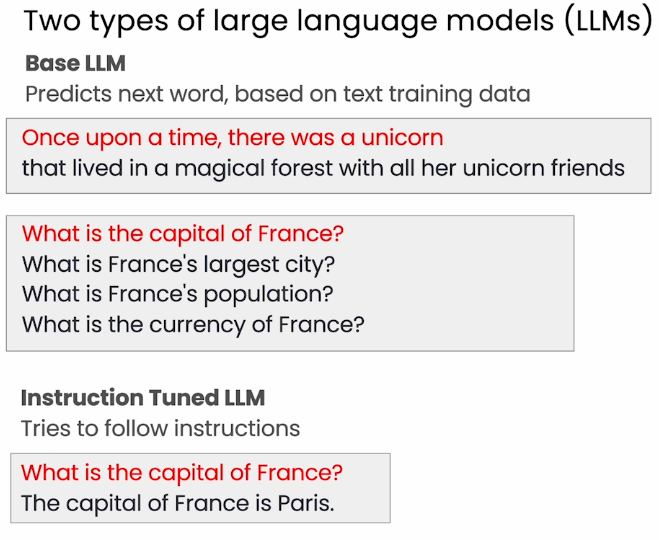 Two types of large language models (LLMs)
Base LLM
Predicts next word, based on text training data
Once upon a time, there was a unicorn
that lived in a magical forest with all her unicorn friends
What is the capital of France?
What is France's largest city?
What is France's population?
What is the currency of France?
Instruction Tuned LLM
Tries to follow instructions
What is the capital of France?
The capital of France is Paris.